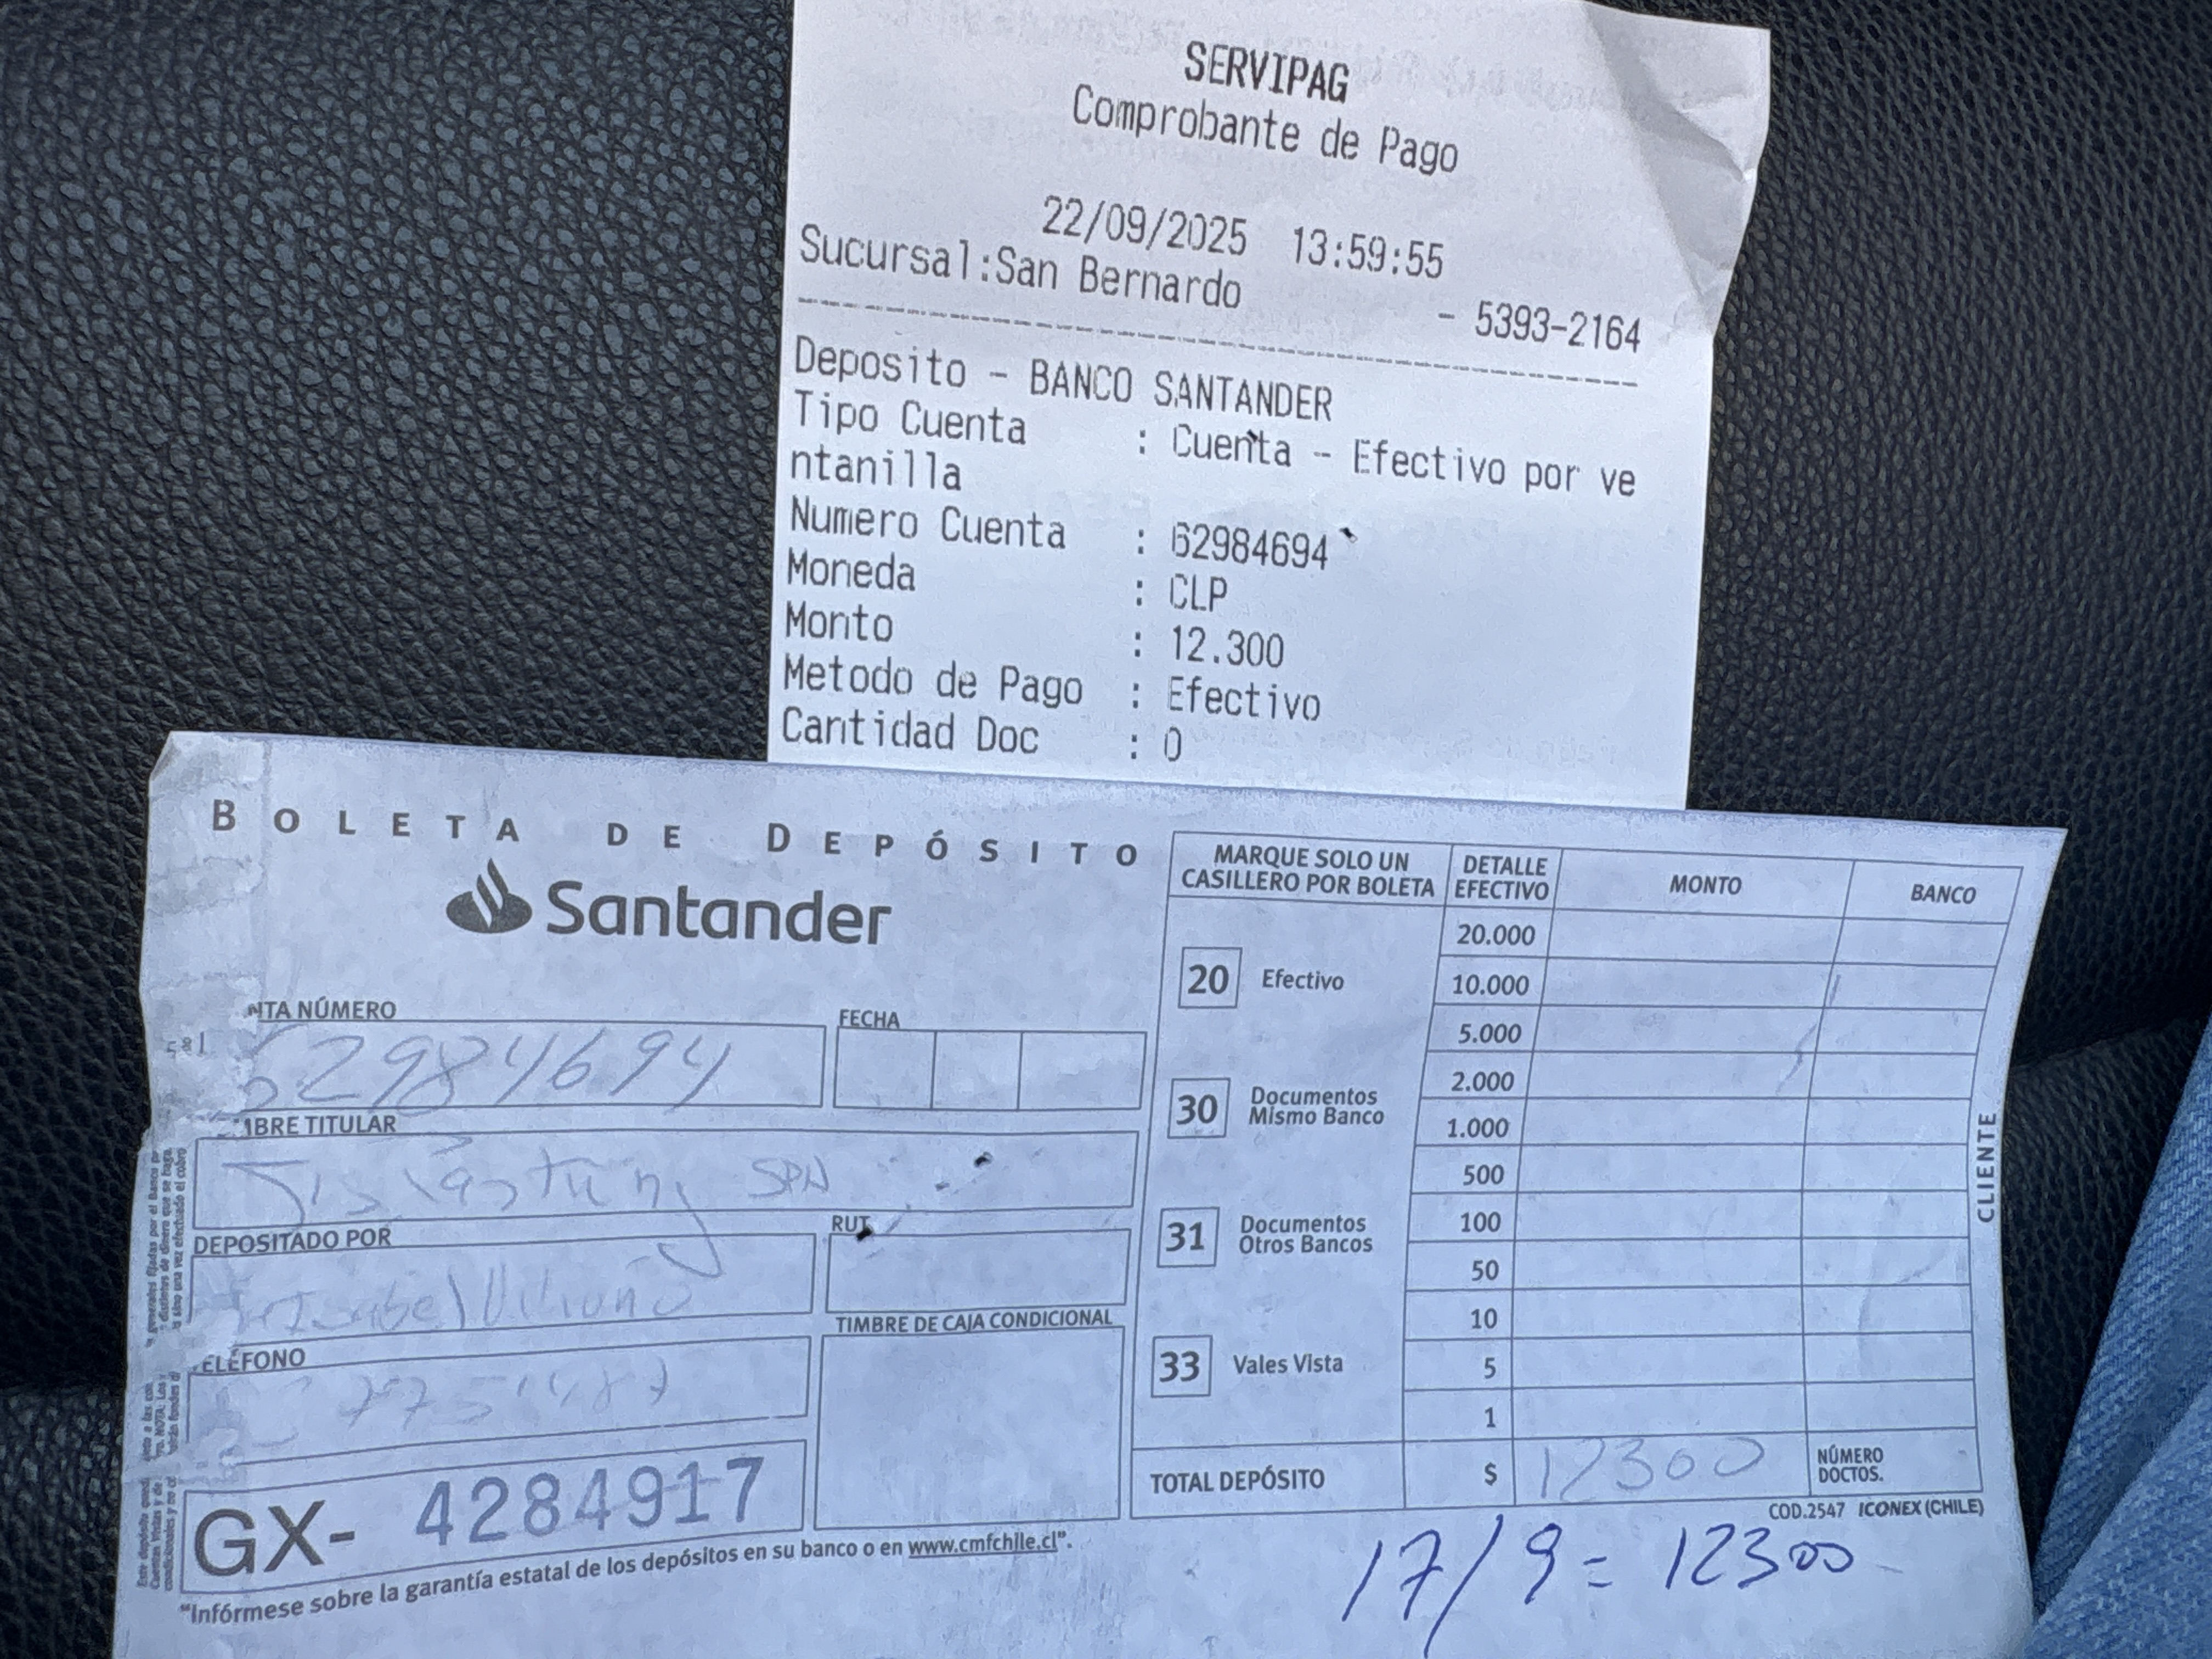 SERVIPAG
Comprobante de Pago
22/09/2025 13:59:55
Sucursal:San Bernardo - 5393-2164
Deposito - BANCO SANTANDER
Tipo Cuenta : Cuenta - Efectivo por ve
ntanilla
Numero Cuenta : 62984694
Moneda : CLP
Monto : 12.300
Metodo de Pago : Efectivo
Cantidad Doc : 0
BOLETA DE DEPÓSITO
Santander
NTA NÚMERO
62984694
FECHA
BRE TITULAR
SPA
DEPOSITADO POR
Isabel
RUT
ELÉFONO
TIMBRE DE CAJA CONDICIONAL
GX- 4284917
"Infórmese sobre la garantía estatal de los depósitos en su banco o en www.cmfchile.cl".
MARQUE SOLO UN
CASILLERO POR BOLETA
20 Efectivo
30 Documentos
Mismo Banco
31 Documentos
Otros Bancos
33 Vales Vista
DETALLE
EFECTIVO
MONTO
BANCO
20.000
10.000
5.000
2.000
1.000
500
100
50
10
5
1
TOTAL DEPÓSITO $ 12300
NÚMERO
DOCTOS.
CLIENTE
COD.2547 ICONEX (CHILE)
17/9 = 12300